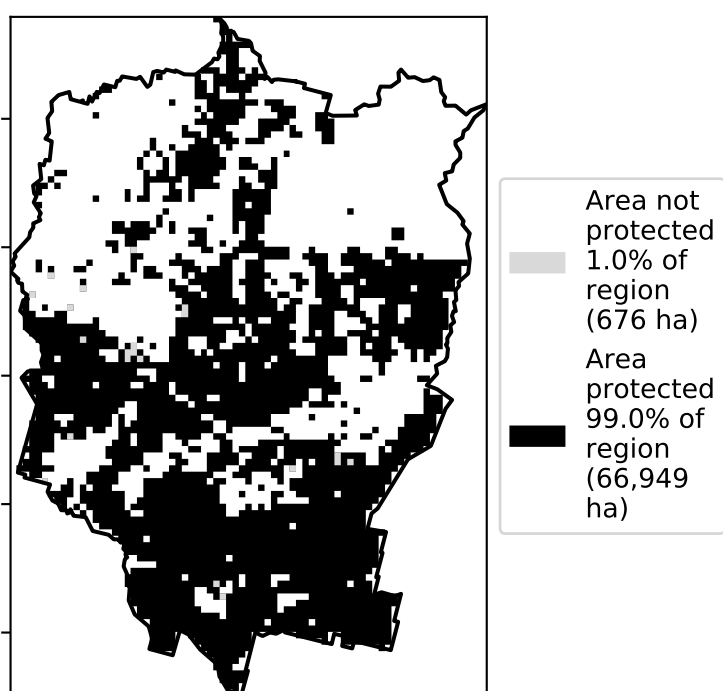 Area not
protected
1.0% of
region
(676 ha)
Area
protected
99.0% of
region
(66,949
ha)